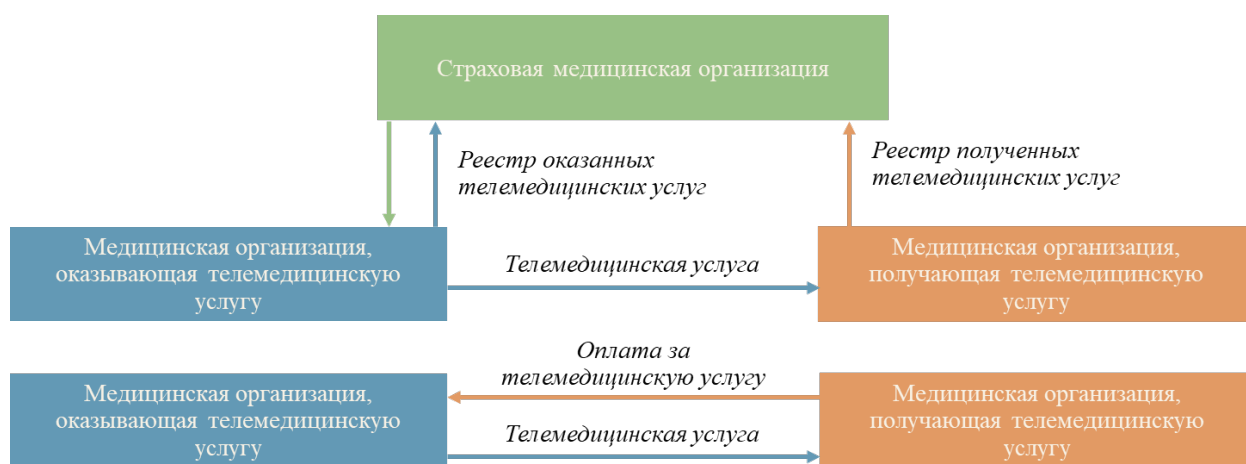 Страховая медицинская организация
Реестр оказанных
телемедицинских услуг
Реестр полученных
телемедицинских услуг
Медицинская организация,
оказывающая телемедицинскую
услугу
Телемедицинская услуга
Медицинская организация,
получающая телемедицинскую
услугу
Оплата за
телемедицинскую услугу
Медицинская организация,
оказывающая телемедицинскую
услугу
Телемедицинская услуга
Медицинская организация,
получающая телемедицинскую
услугу